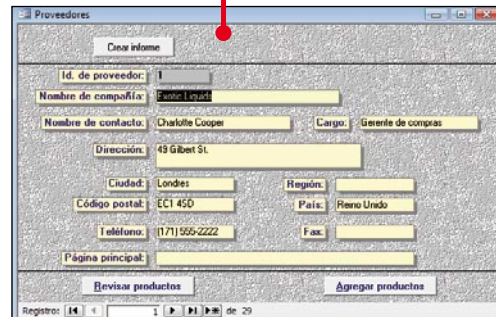 Proveedores
Crear informe
Id. de proveedor: 1
Nombre de compañía: Exotic Liquids
Nombre de contacto: Charlotte Cooper Cargo: Gerente de compras
Dirección: 49 Gilbert St.
Ciudad: Londres Región:
Código postal: EC1 4SD País: Reino Unido
Teléfono: (171) 555-2222 Fax:
Página principal:
Revisar productos Agregar productos
Registro: 1 de 29